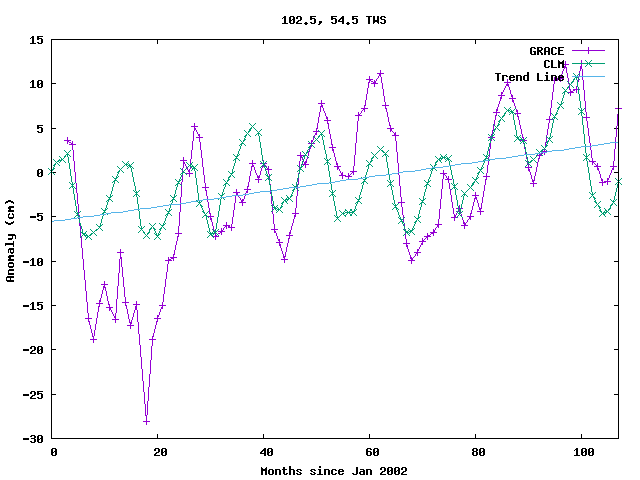 102.5, 54.5 TWS
GRACE
CLM
Trend Line
15
10
5
0
-5
-10
-15
-20
-25
-30
Anomaly (cm)
0 20 40 60 80 100
Months since Jan 2002